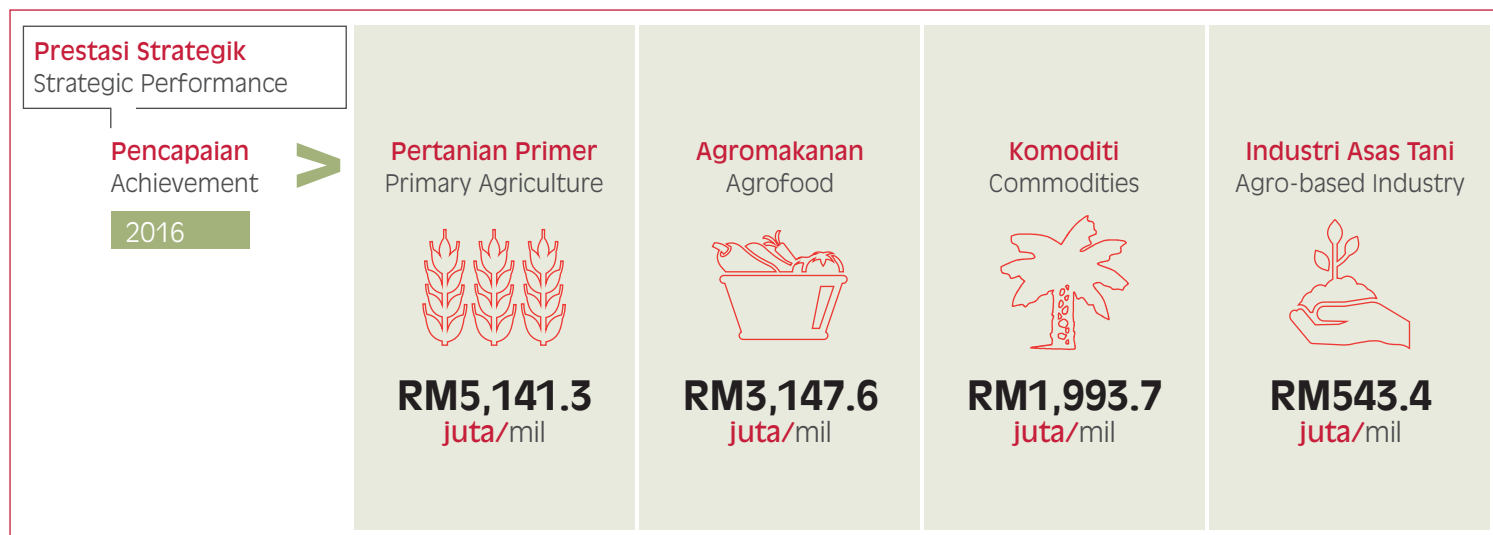 Prestasi Strategik
Strategic Performance
Pencapaian
Achievement
>
2016
Pertanian Primer
Primary Agriculture
RM5,141.3
juta/mil
Agromakanan
Agrofood
RM3,147.6
juta/mil
Komoditi
Commodities
RM1,993.7
juta/mil
Industri Asas Tani
Agro-based Industry
RM543.4
juta/mil